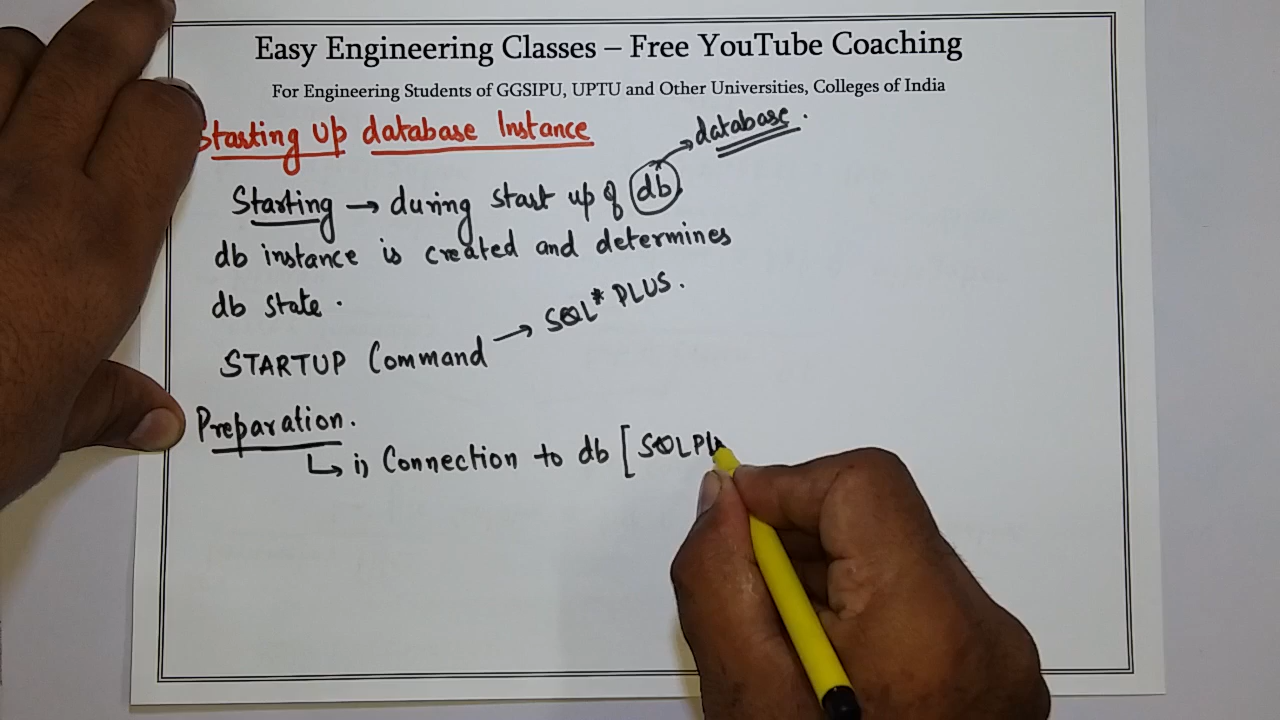 Easy Engineering Classes – Free YouTube Coaching
For Engineering Students of GGSIPU, UPTU and Other Universities, Colleges of India
Starting Up database Instance
database.
Starting → during start up of db.
db instance is created and determines
db state.
STARTUP Command → SQL* PLUS.
Preparation.
↳ i) Connection to db [SQLPLU